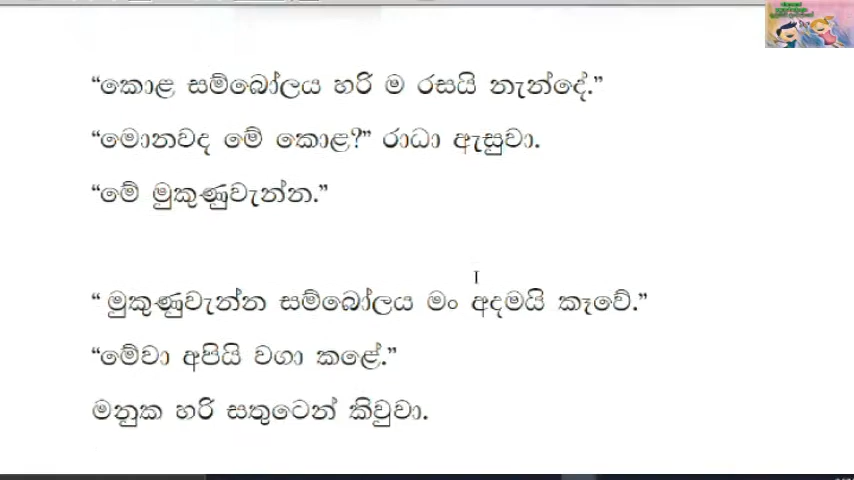 “කොළ සම්බෝලය හරි ම රසයි නැන්දේ.”
“මොනවද මේ කොළ?” රාධා ඇසුවා.
“මේ මුකුණුවැන්න.”
“ මුකුණුවැන්න සම්බෝලය මං අදමයි කෑවේ.”
“මේවා අපියි වගා කළේ.”
මනුක හරි සතුටෙන් කිවුවා.